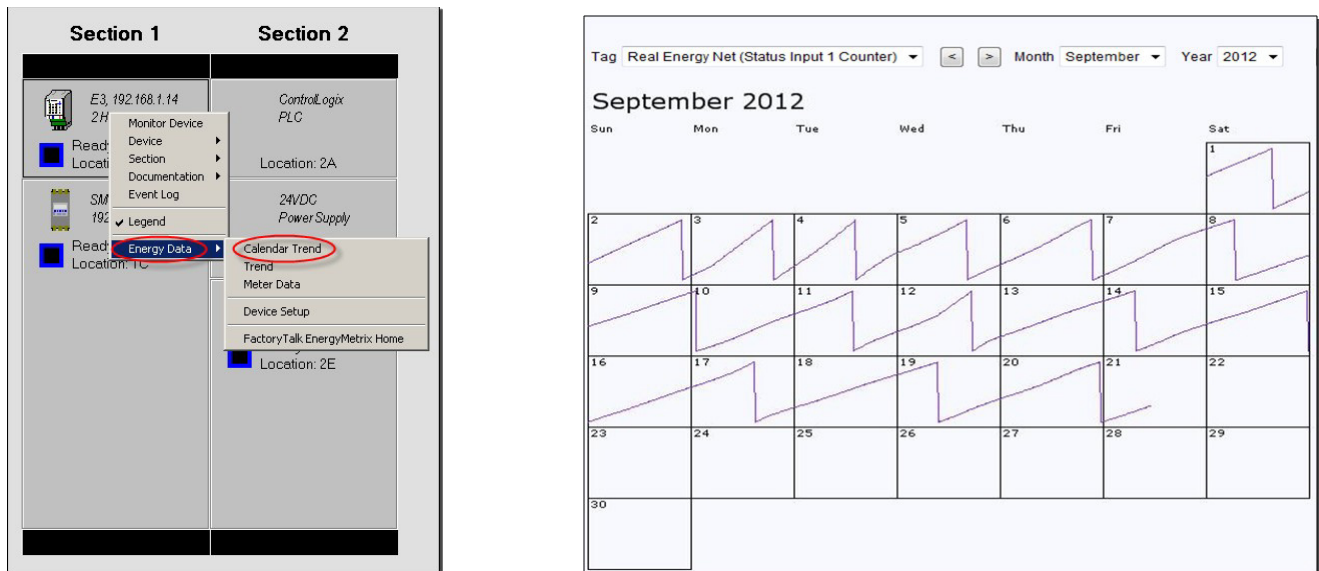 Section 1
Section 2
E3, 192.168.1.14
2H
Ready
Locati
ControlLogix
PLC
Location: 2A
SM
192
Ready
Location: 1C
24VDC
Power Supply
Location: 2E
Monitor Device
Device
Section
Documentation
Event Log
Legend
Energy Data
Calendar Trend
Trend
Meter Data
Device Setup
FactoryTalk EnergyMetrix Home
Tag Real Energy Net (Status Input 1 Counter) < > Month September Year 2012
September 2012
Sun Mon Tue Wed Thu Fri Sat
1
2 3 4 5 6 7 8
9 10 11 12 13 14 15
16 17 18 19 20 21 22
23 24 25 26 27 28 29
30